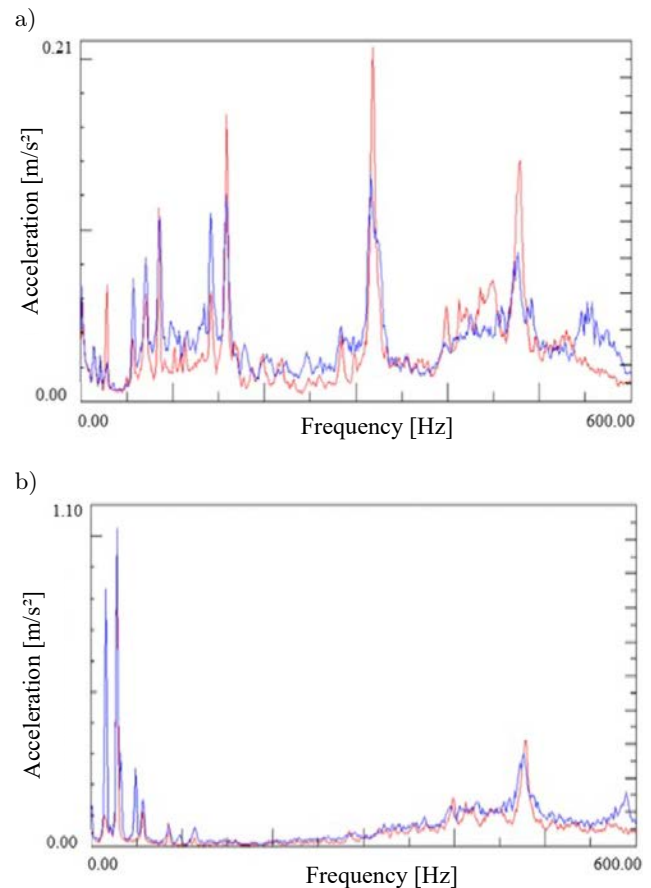 a)
0.21
Acceleration [m/s²]
0.00
0.00
Frequency [Hz]
600.00
b)
1.10
Acceleration [m/s²]
0.00
0.00
Frequency [Hz]
600.00